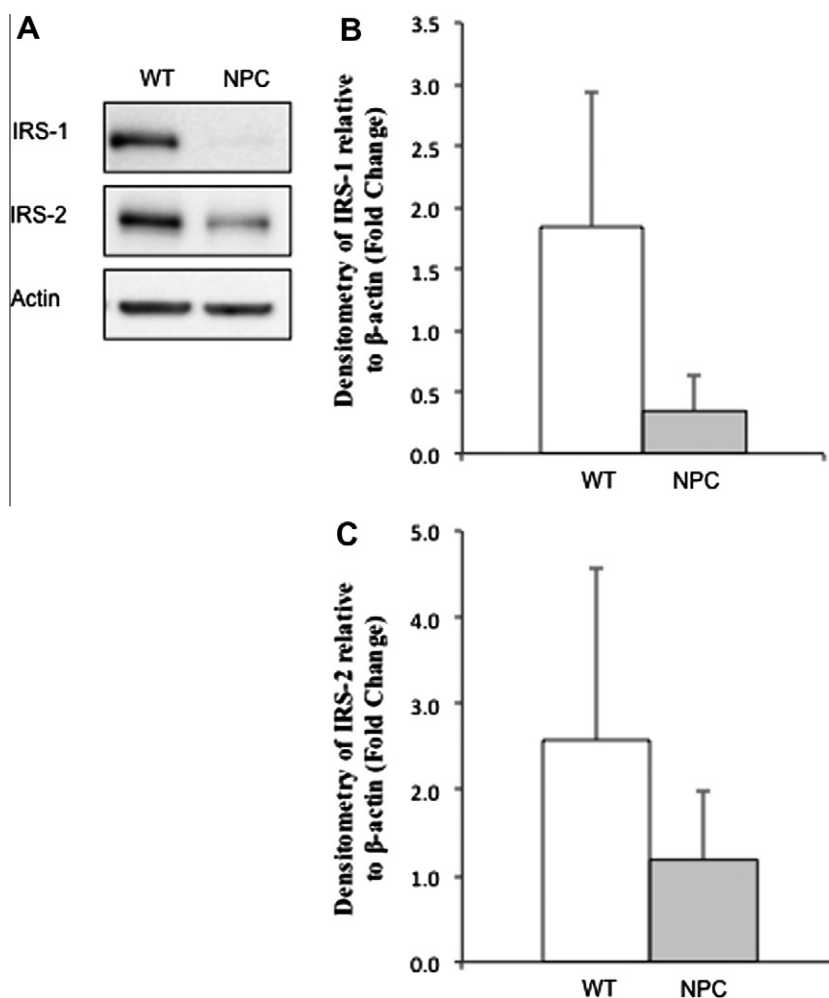 A
WT NPC
IRS-1
IRS-2
Actin
B
Densitometry of IRS-1 relative
to β-actin (Fold Change)
3.5
3.0
2.5
2.0
1.5
1.0
0.5
0.0
WT NPC
C
Densitometry of IRS-2 relative
to β-actin (Fold Change)
5.0
4.0
3.0
2.0
1.0
0.0
WT NPC